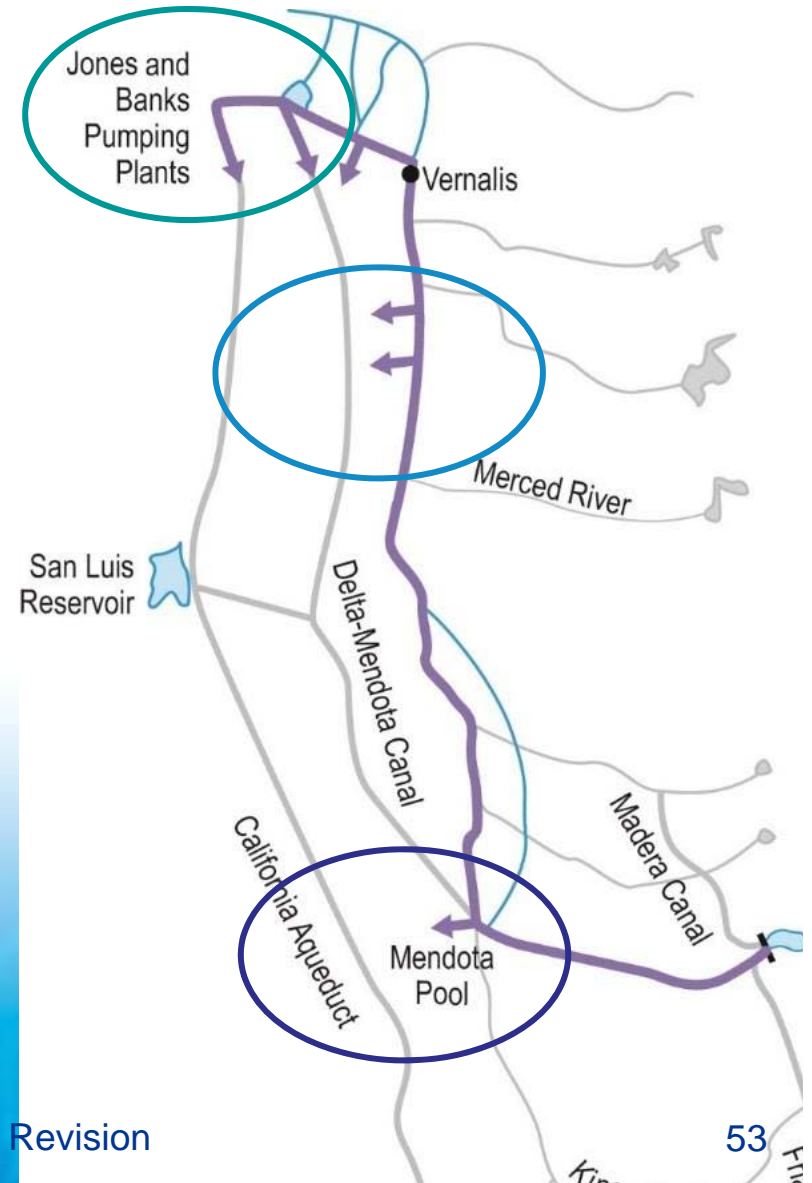 Jones and
Banks
Pumping
Plants
Vernalis
Merced River
San Luis
Reservoir
Delta-Mendota Canal
Madera Canal
California Aqueduct
Mendota
Pool
Revision
53